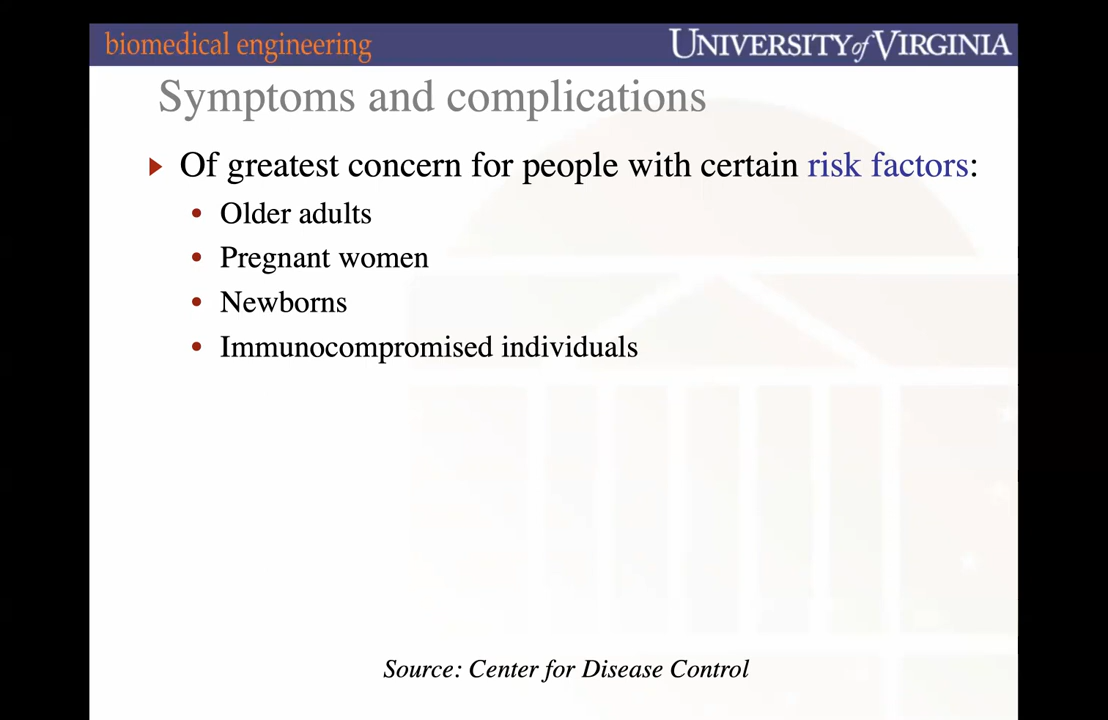 biomedical engineering
UNIVERSITY of VIRGINIA
Symptoms and complications
Of greatest concern for people with certain risk factors:
• Older adults
• Pregnant women
• Newborns
• Immunocompromised individuals
Source: Center for Disease Control